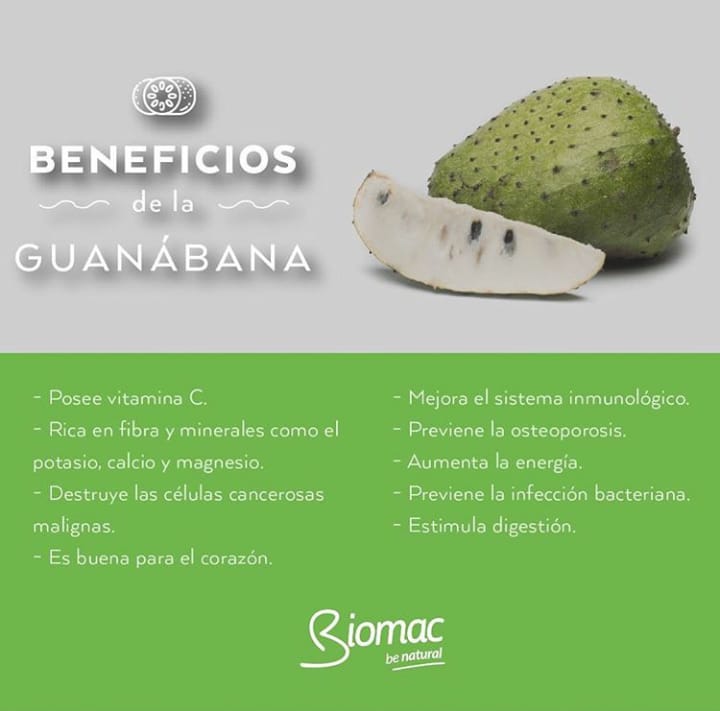 BENEFICIOS
de la
GUANÁBANA
- Posee vitamina C.
- Rica en fibra y minerales como el
potasio, calcio y magnesio.
- Destruye las células cancerosas
malignas.
- Es buena para el corazón.
- Mejora el sistema inmunológico.
- Previene la osteoporosis.
- Aumenta la energía.
- Previene la infección bacteriana.
- Estimula digestión.
Biomac
be natural